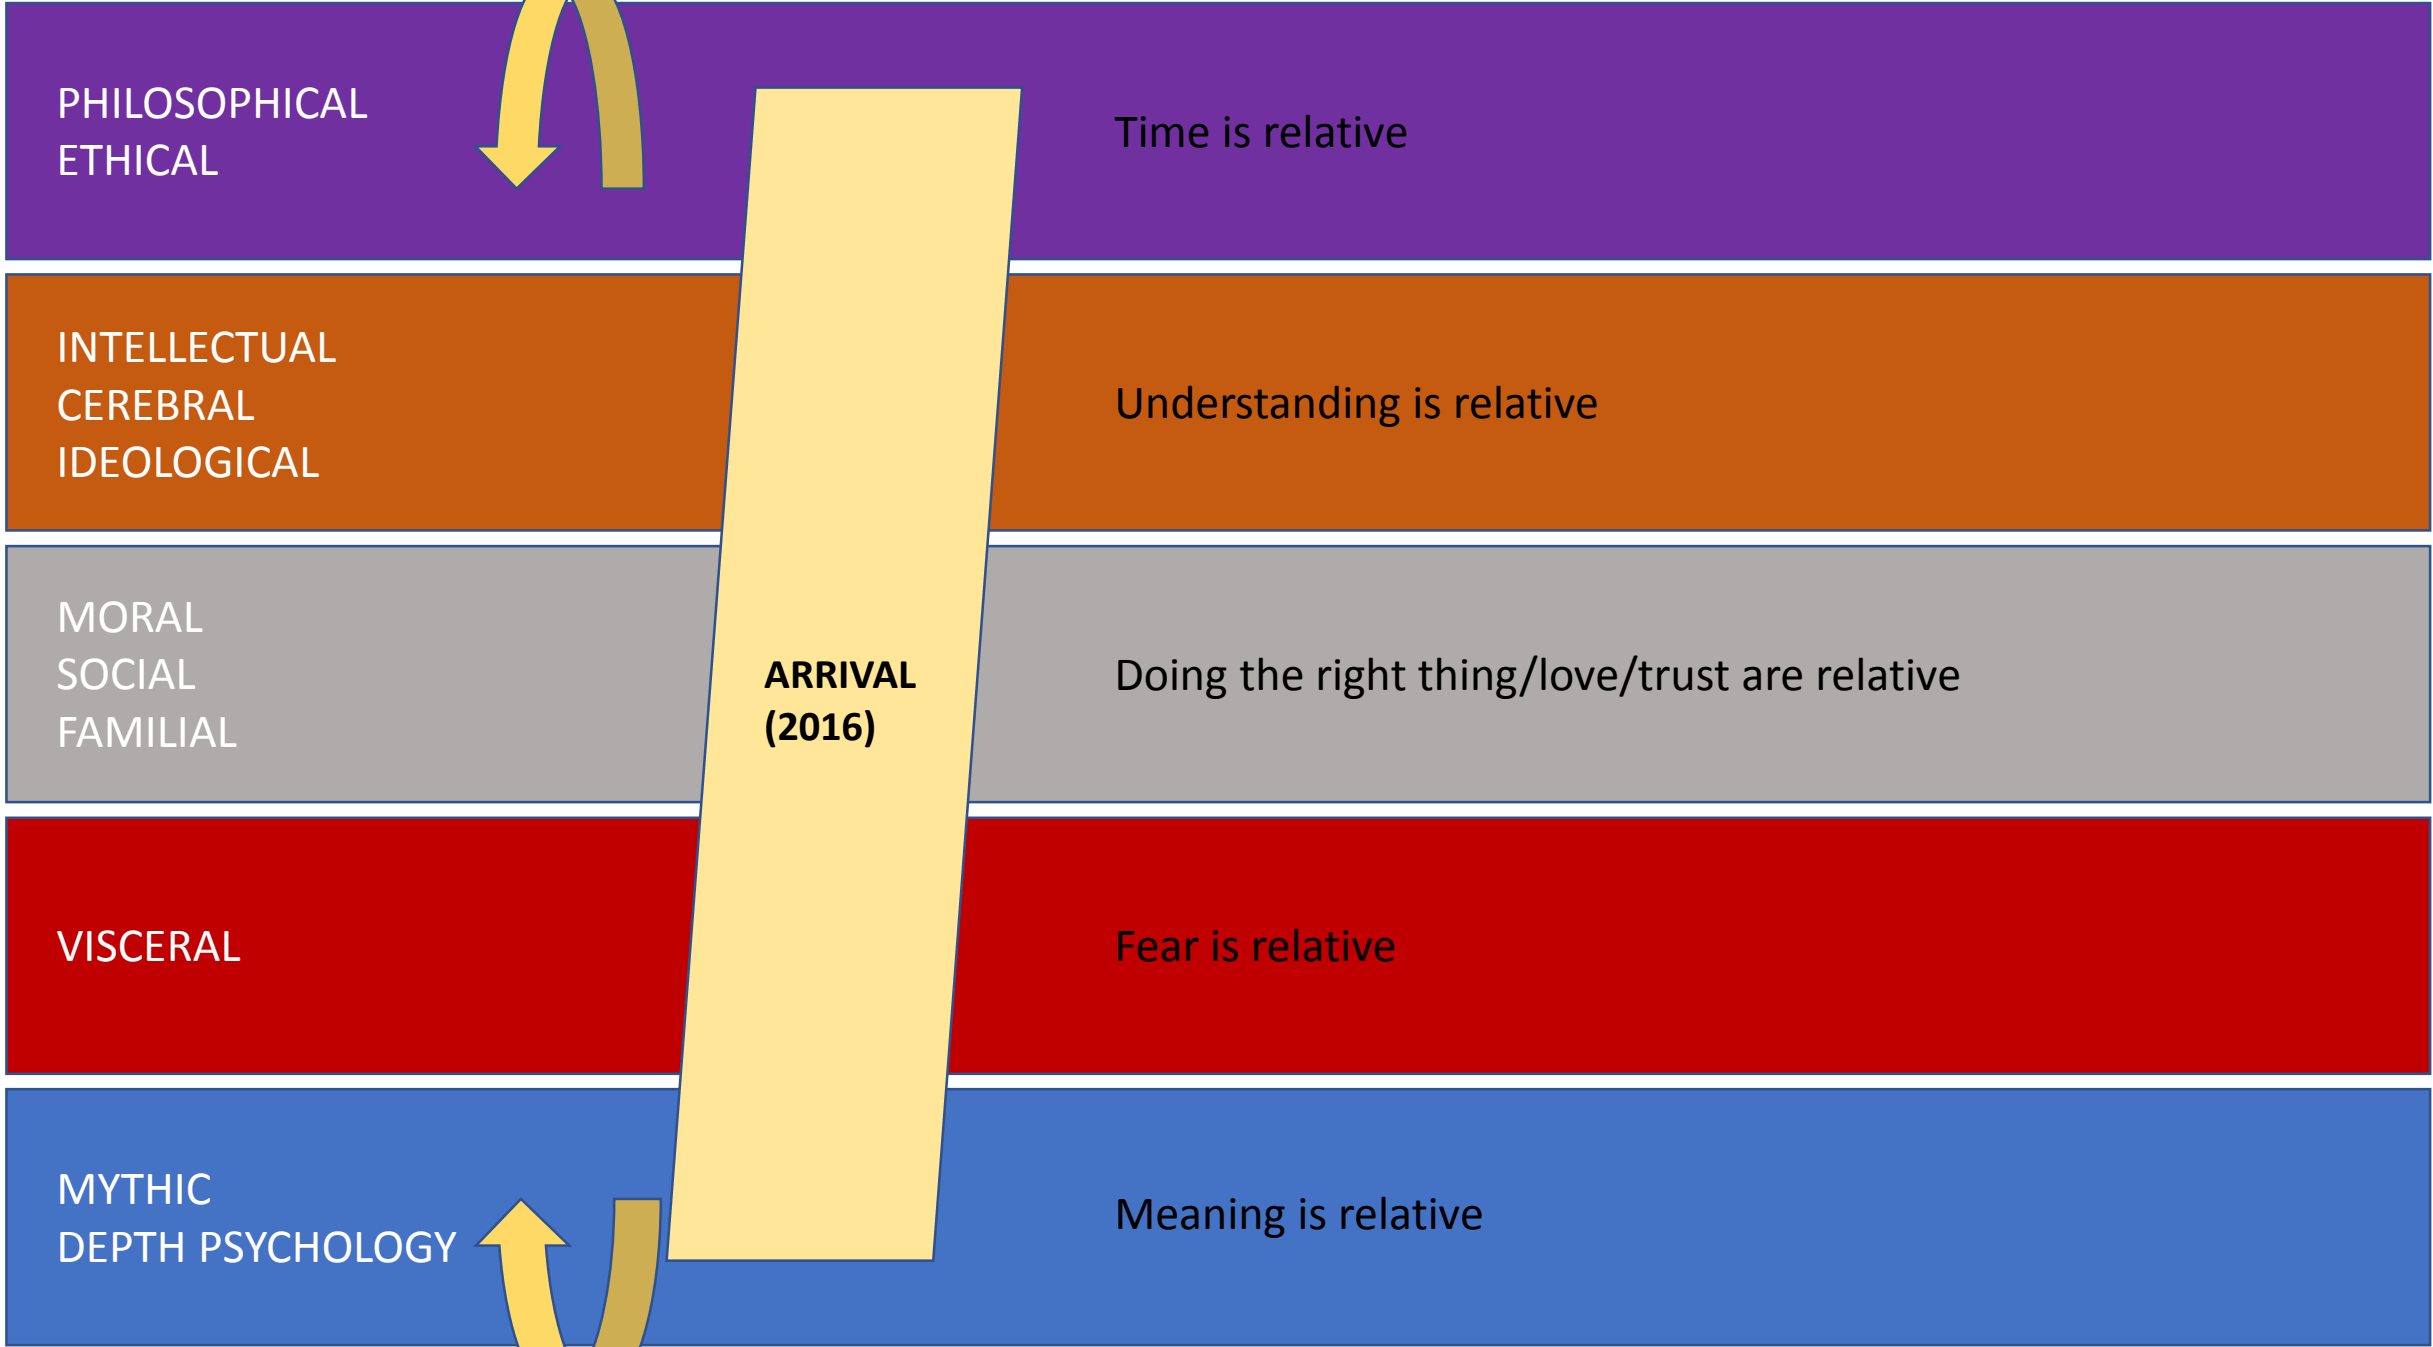 PHILOSOPHICAL
ETHICAL
Time is relative
INTELLECTUAL
CEREBRAL
IDEOLOGICAL
Understanding is relative
MORAL
SOCIAL
FAMILIAL
ARRIVAL
(2016)
Doing the right thing/love/trust are relative
VISCERAL
Fear is relative
MYTHIC
DEPTH PSYCHOLOGY
Meaning is relative